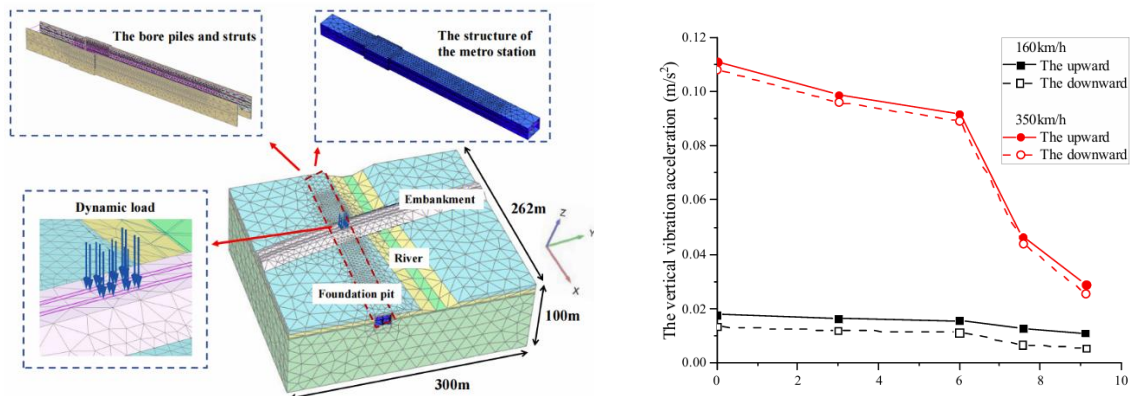 The bore piles and struts
The structure of
the metro station
Dynamic load
Embankment
River
Foundation pit
262m
100m
300m
Z
Y
X
The vertical vibration acceleration (m/s²)
0.12
0.10
0.08
0.06
0.04
0.02
0.00
0
2
4
6
8
10
160km/h
The upward
The downward
350km/h
The upward
The downward